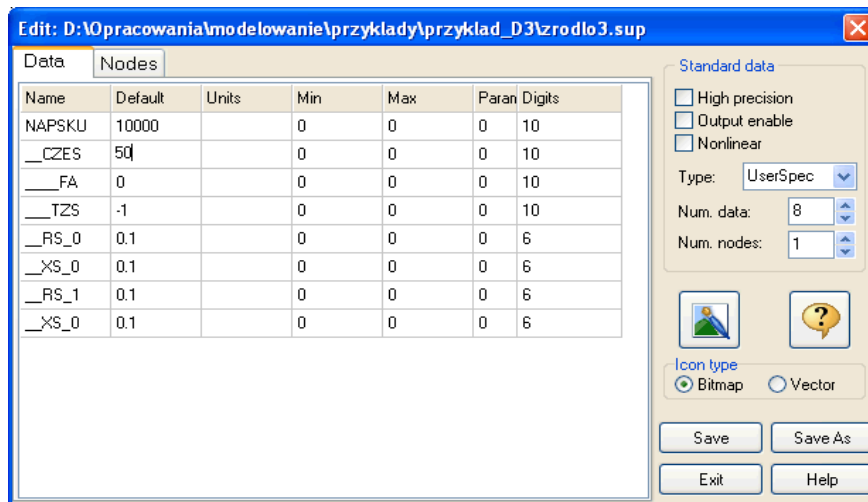 Edit: D:\Opracowania\modelowanie\przyklady\przyklad_D3\zrodlo3.sup
Data Nodes
Name Default Units Min Max Param Digits
NAPSKU 10000 0 0 0 10
__CZES 50 0 0 0 10
____FA 0 0 0 0 10
___TZS -1 0 0 0 10
__RS_0 0.1 0 0 0 6
__XS_0 0.1 0 0 0 6
__RS_1 0.1 0 0 0 6
__XS_0 0.1 0 0 0 6
Standard data
High precision
Output enable
Nonlinear
Type: UserSpec
Num. data: 8
Num. nodes: 1
?
Icon type
Bitmap Vector
Save Save As
Exit Help